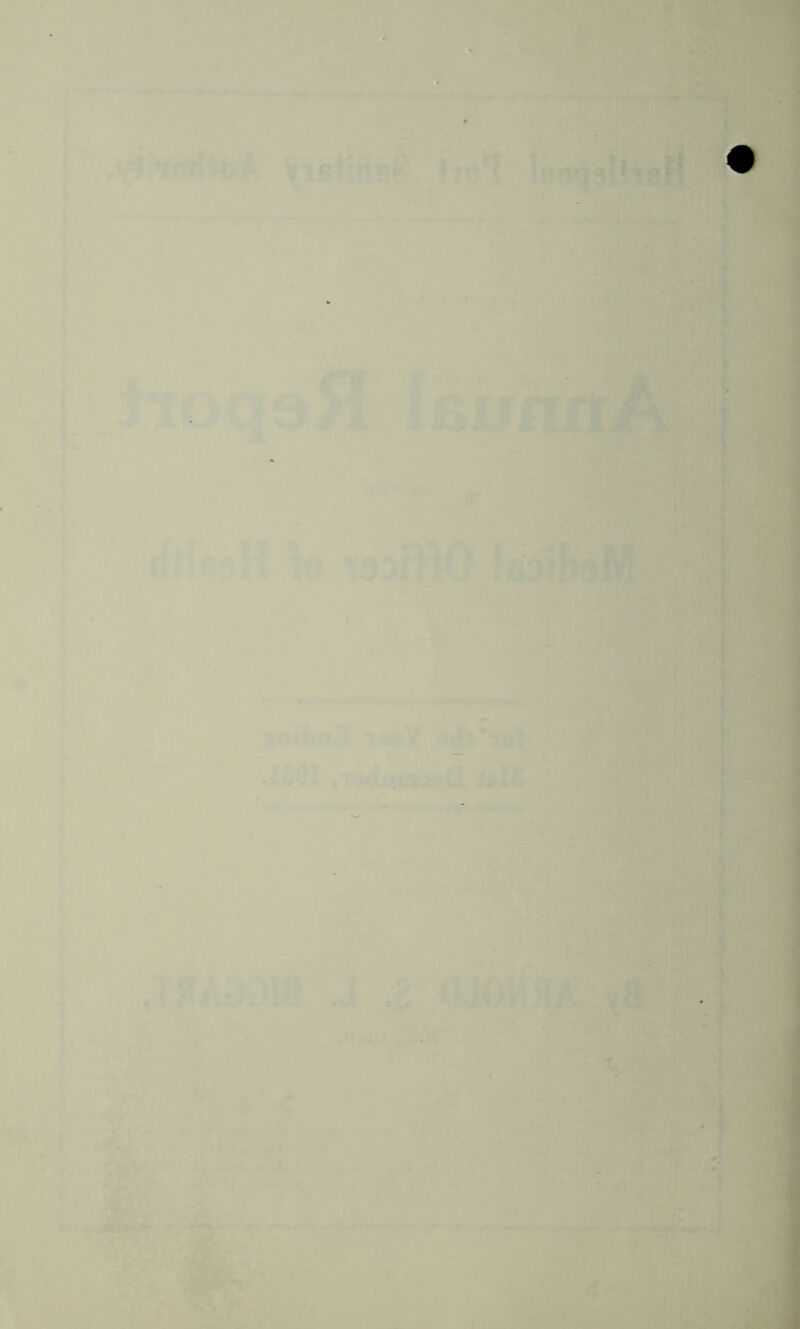 Hartlepool Port Sanitary Authority.
Annual Report
Medical Officer of Health
for the Year Ending
31st December, 1931.
By ARNOLD S. L. BIGGART,